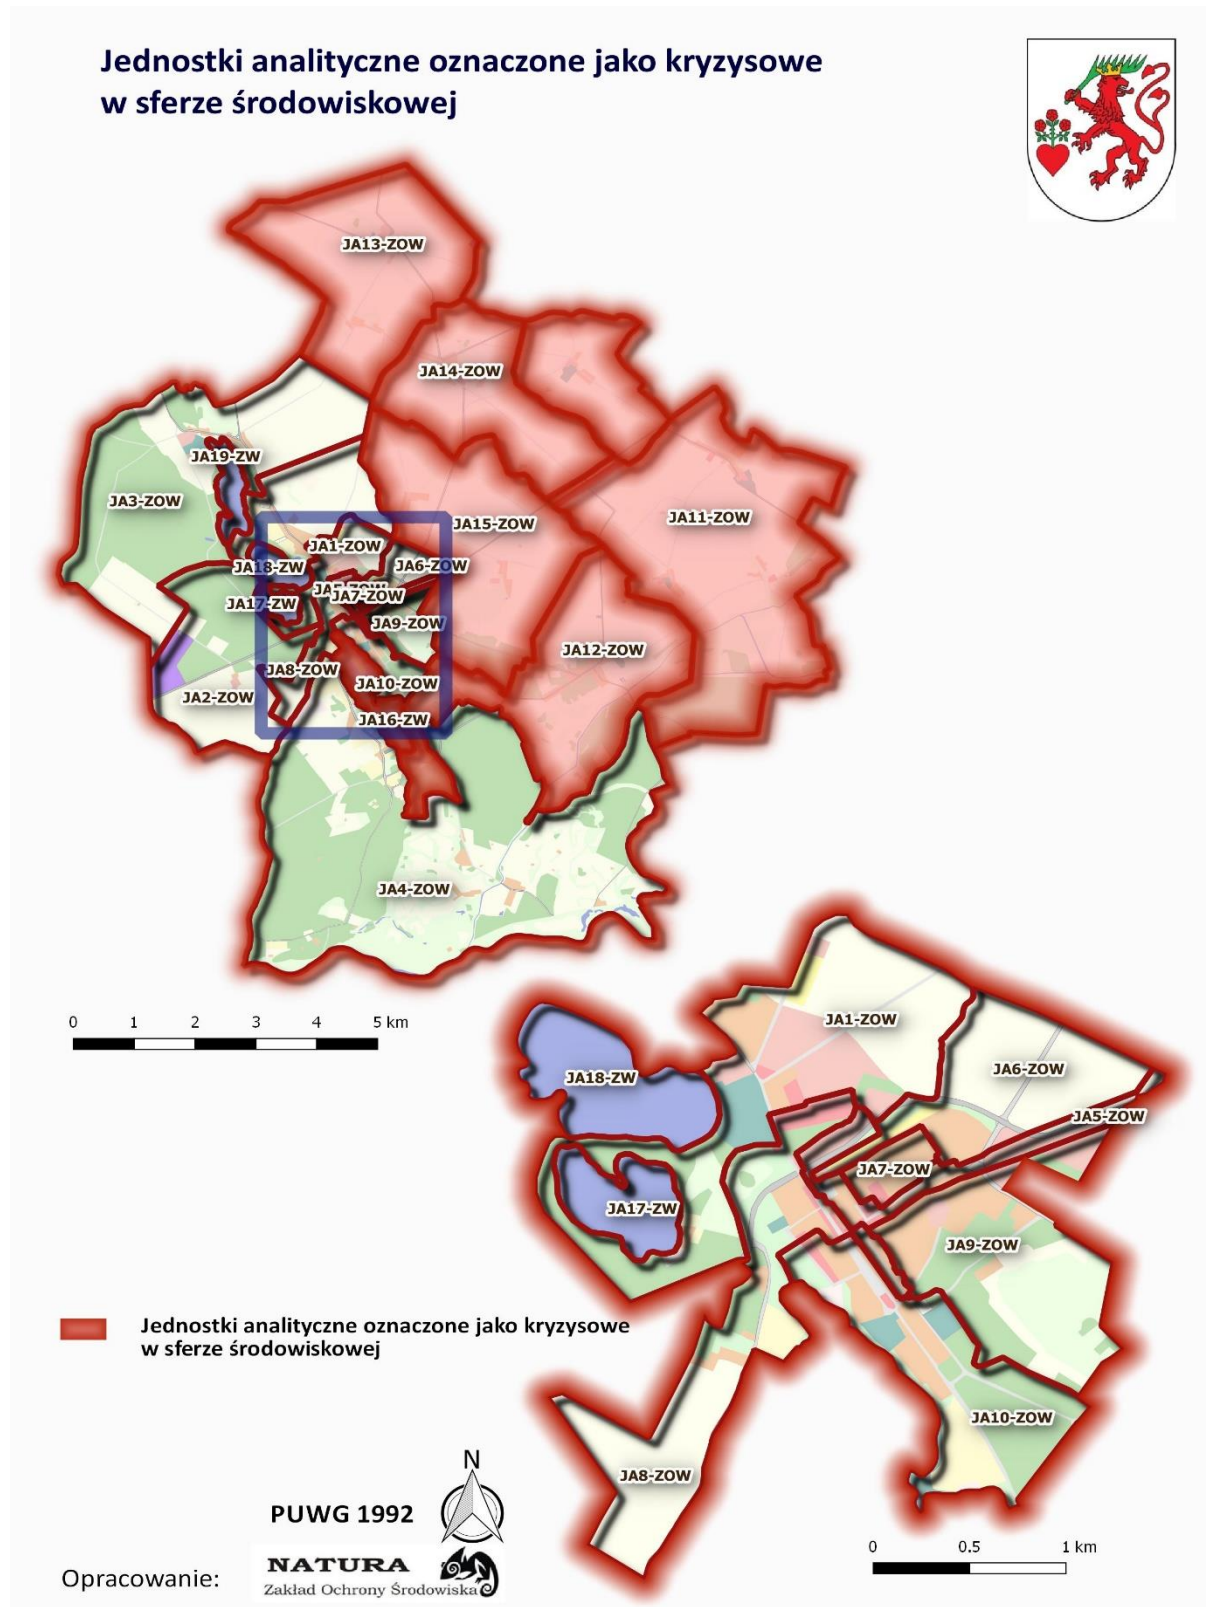 Jednostki analityczne oznaczone jako kryzysowe
w sferze środowiskowej
JA13-ZOW
JA14-ZOW
JA19-ZW
JA3-ZOW
JA15-ZOW
JA11-ZOW
JA1-ZOW
JA18-ZW
JA6-ZOW
JA7-ZOW
JA17-ZW
JA9-ZOW
JA12-ZOW
JA8-ZOW
JA10-ZOW
JA2-ZOW
JA16-ZW
JA4-ZOW
0 1 2 3 4 5 km
JA1-ZOW
JA6-ZOW
JA18-ZW
JA5-ZOW
JA7-ZOW
JA17-ZW
JA9-ZOW
Jednostki analityczne oznaczone jako kryzysowe
w sferze środowiskowej
JA10-ZOW
JA8-ZOW
N
PUWG 1992
0 0.5 1 km
Opracowanie:
NATURA
Zakład Ochrony Środowiska